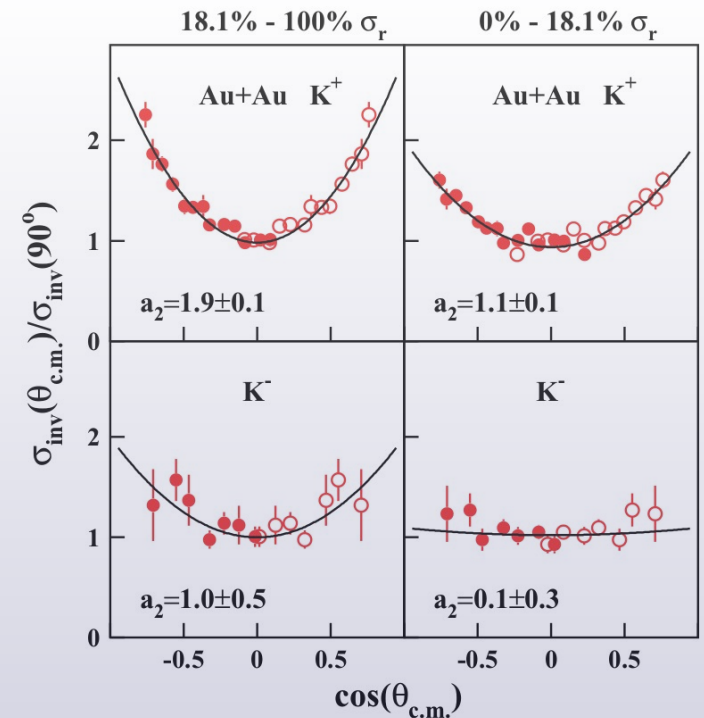 18.1% - 100% σr 0% - 18.1% σr
Au+Au K+ Au+Au K+
2
1
a2=1.9±0.1 a2=1.1±0.1
0
K- K-
2
1
a2=1.0±0.5 a2=0.1±0.3
0
-0.5 0 0.5 -0.5 0 0.5
cos(θc.m.)
σinv(θc.m.)/σinv(90o)